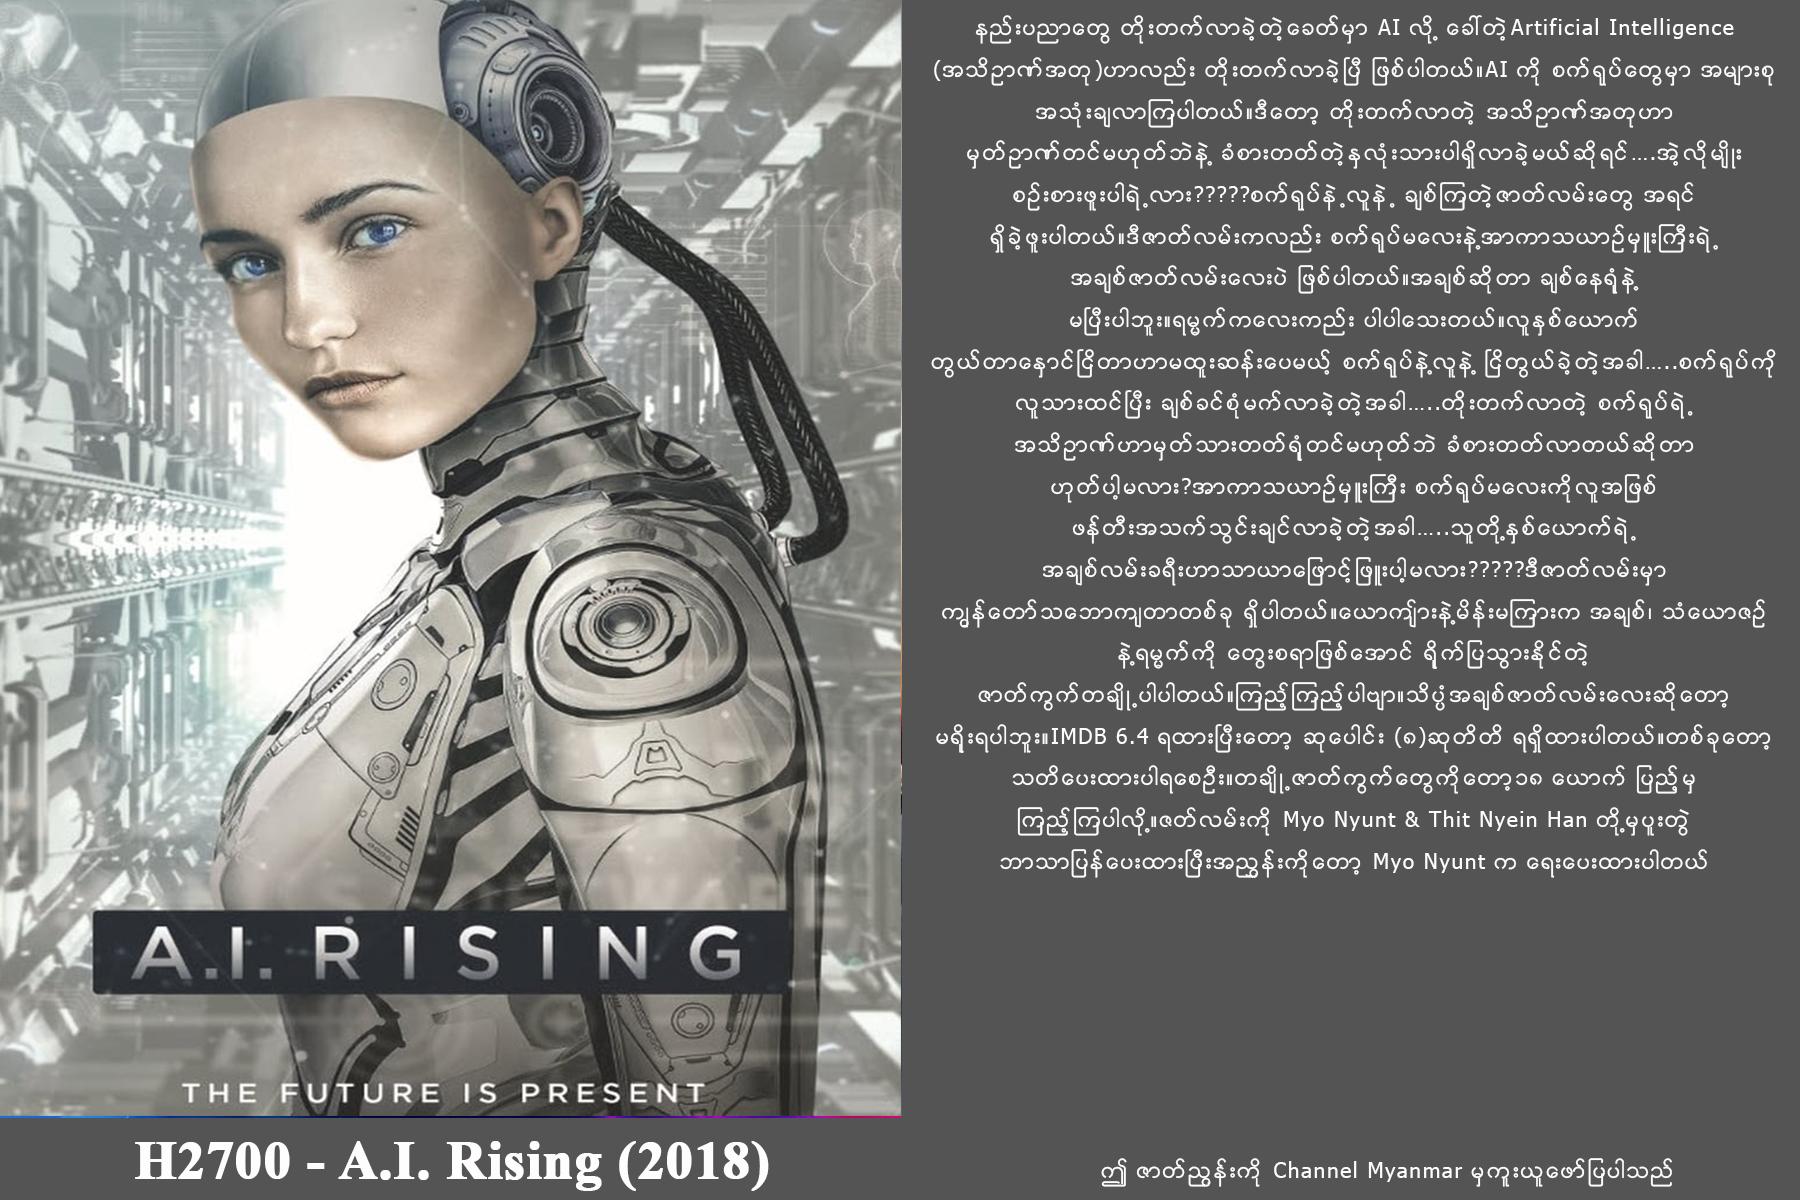 A.I. RISING
THE FUTURE IS PRESENT
H2700 - A.I. Rising (2018)
နည်းပညာတွေ တိုးတက်လာခဲ့တဲ့ခေတ်မှာ AI လို့ ခေါ်တဲ့Artificial Intelligence
(အသိဉာဏ်အတု)ဟာလည်း တိုးတက်လာခဲ့ပြီ ဖြစ်ပါတယ်။AI ကို စက်ရုပ်တွေမှာ အများစု
အသုံးချလာကြပါတယ်။ဒီတော့ တိုးတက်လာတဲ့ အသိဉာဏ်အတုဟာ
မှတ်ဉာဏ်တင်မဟုတ်ဘဲနဲ့ ခံစားတတ်တဲ့နှလုံးသားပါရှိလာခဲ့မယ်ဆိုရင်....အဲ့လိုမျိုး
စဉ်းစားဖူးပါရဲ့လား?????စက်ရုပ်နဲ့လူနဲ့ ချစ်ကြတဲ့ဇာတ်လမ်းတွေ အရင်
ရှိခဲ့ဖူးပါတယ်။ဒီဇာတ်လမ်းကလည်း စက်ရုပ်မလေးနဲ့အာကာသယာဉ်မှူးကြီးရဲ့
အချစ်ဇာတ်လမ်းလေးပဲ ဖြစ်ပါတယ်။အချစ်ဆိုတာ ချစ်နေရုံနဲ့
မပြီးပါဘူး။ရမ္မက်ကလေးကည်း ပါပါသေးတယ်။လူနှစ်ယောက်
တွယ်တာနှောင်ငြိတာဟာမထူးဆန်းပေမယ့် စက်ရုပ်နဲ့လူနဲ့ ငြိတွယ်ခဲ့တဲ့အခါ.....စက်ရုပ်ကို
လူသားထင်ပြီး ချစ်ခင်စုံမက်လာခဲ့တဲ့အခါ.....တိုးတက်လာတဲ့ စက်ရုပ်ရဲ့
အသိဉာဏ်ဟာမှတ်သားတတ်ရုံတင်မဟုတ်ဘဲ ခံစားတတ်လာတယ်ဆိုတာ
ဟုတ်ပါ့မလား?အာကာသယာဉ်မှူးကြီး စက်ရုပ်မလေးကိုလူအဖြစ်
ဖန်တီးအသက်သွင်းချင်လာခဲ့တဲ့အခါ.....သူတို့နှစ်ယောက်ရဲ့
အချစ်လမ်းခရီးဟာသာယာဖြောင့်ဖြူးပါ့မလား?????ဒီဇာတ်လမ်းမှာ
ကျွန်တော်သဘောကျတာတစ်ခု ရှိပါတယ်။ယောကျ်ားနဲ့မိန်းမကြားက အချစ်၊ သံယောဇဉ်
နဲ့ရမ္မက်ကို တွေးစရာဖြစ်အောင် ရိုက်ပြသွားနိုင်တဲ့
ဇာတ်ကွက်တချို့ပါပါတယ်။ကြည့်ကြည့်ပါဗျာ။သိပ္ပံအချစ်ဇာတ်လမ်းလေးဆိုတော့
မရိုးရပါဘူး။IMDB 6.4 ရထားပြီးတော့ ဆုပေါင်း (၈)ဆုတိတိ ရရှိထားပါတယ်။တစ်ခုတော့
သတိပေးထားပါရစေဦး။တချို့ဇာတ်ကွက်တွေကိုတော့၁၈ ယောက် ပြည့်မှ
ကြည့်ကြပါလို့။ဇတ်လမ်းကို Myo Nyunt & Thit Nyein Han တို့မှပူးတွဲ
ဘာသာပြန်ပေးထားပြီးအညွှန်းကိုတော့ Myo Nyunt က ရေးပေးထားပါတယ်
ဤ ဇာတ်ညွှန်းကို Channel Myanmar မှကူးယူဖော်ပြပါသည်